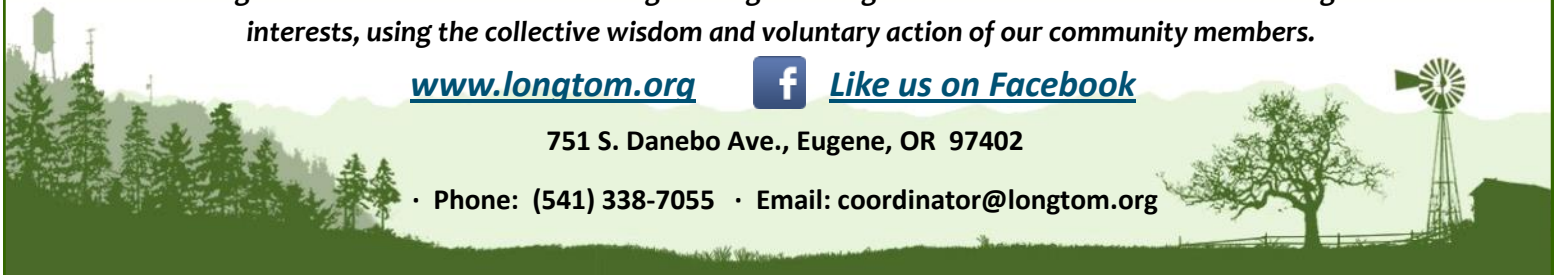 interests, using the collective wisdom and voluntary action of our community members.
www.longtom.org f Like us on Facebook
751 S. Danebo Ave., Eugene, OR 97402
· Phone: (541) 338-7055 · Email: coordinator@longtom.org